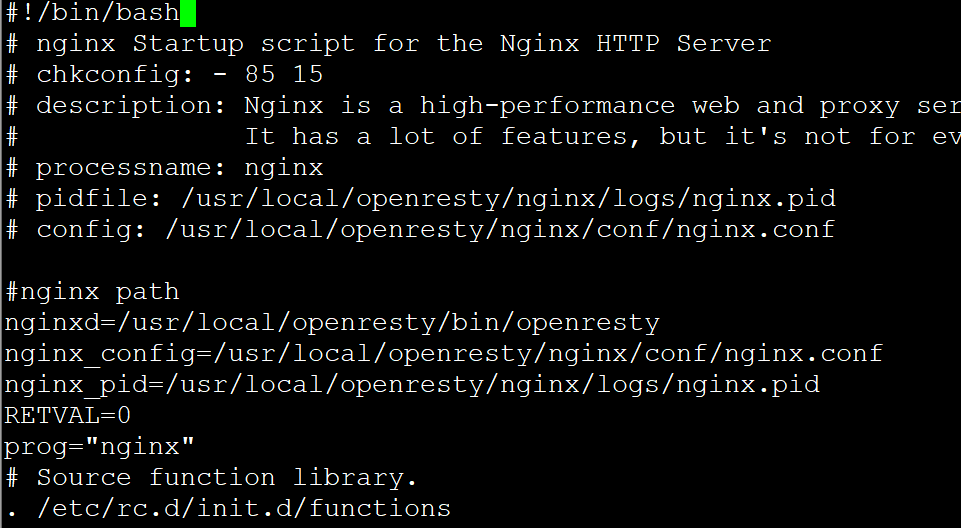 #!/bin/bash
# nginx Startup script for the Nginx HTTP Server
# chkconfig: - 85 15
# description: Nginx is a high-performance web and proxy ser
#              It has a lot of features, but it's not for ev
# processname: nginx
# pidfile: /usr/local/openresty/nginx/logs/nginx.pid
# config: /usr/local/openresty/nginx/conf/nginx.conf
#nginx path
nginxd=/usr/local/openresty/bin/openresty
nginx_config=/usr/local/openresty/nginx/conf/nginx.conf
nginx_pid=/usr/local/openresty/nginx/logs/nginx.pid
RETVAL=0
prog="nginx"
# Source function library.
. /etc/rc.d/init.d/functions